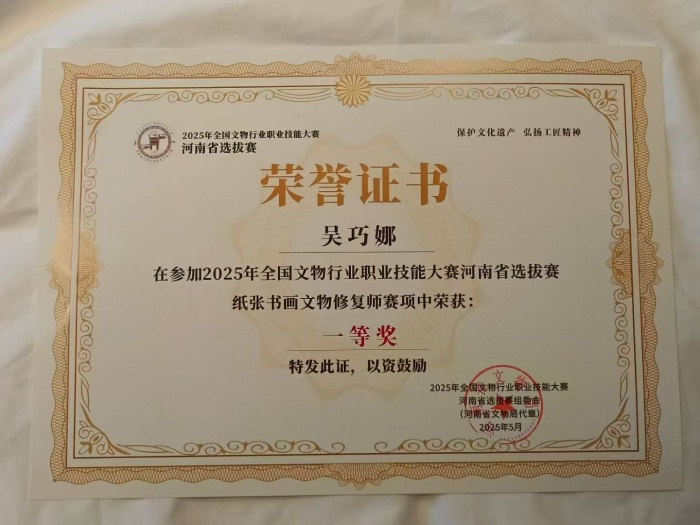 2025年全国文物行业职业技能大赛
河南省选拔赛
保护文化遗产 弘扬工匠精神
荣誉证书
吴巧娜
在参加2025年全国文物行业职业技能大赛河南省选拔赛
纸张书画文物修复师赛项中荣获：
一等奖
特发此证，以资鼓励
2025年全国文物行业职业技能大赛
河南省选拔赛组委会
（河南省文物局代章）
2025年5月